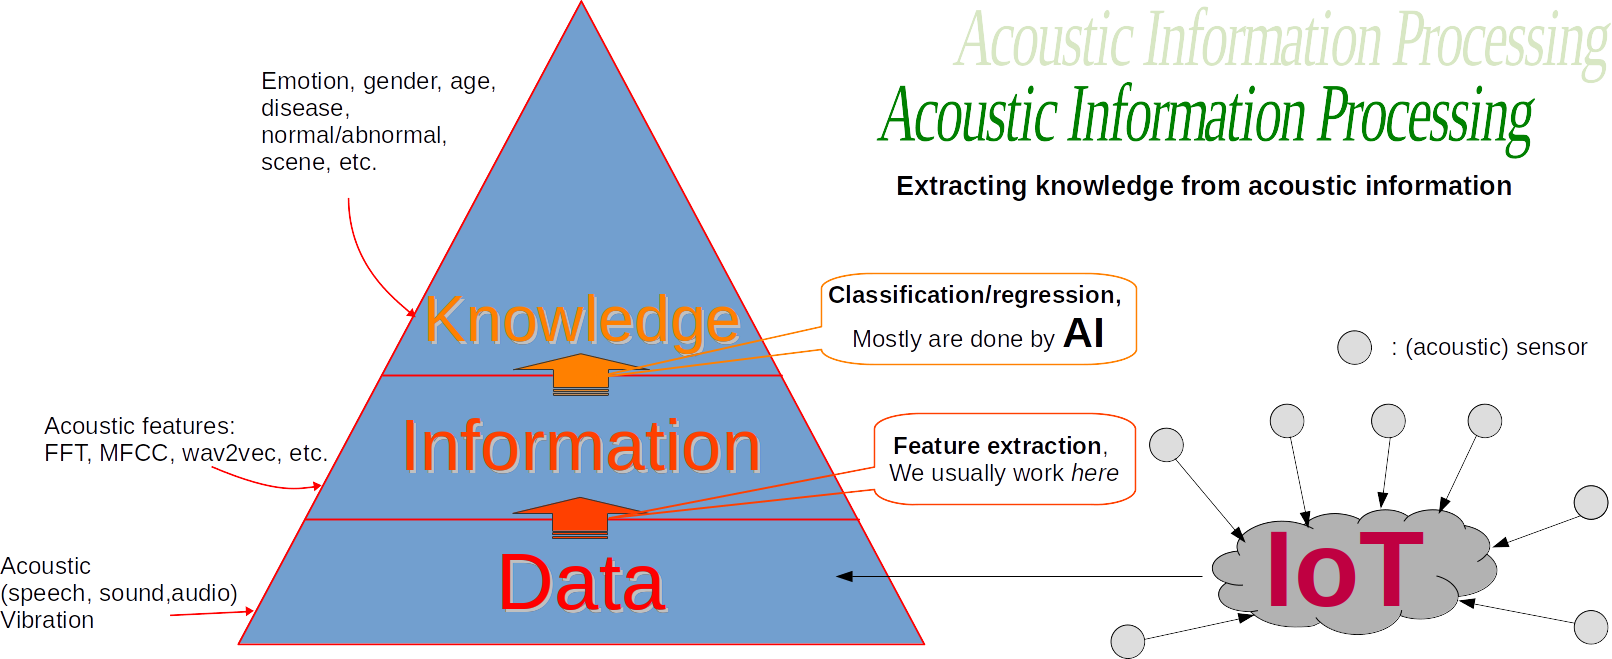 Acoustic Information Processing
Acoustic Information Processing
Extracting knowledge from acoustic information
Emotion, gender, age,
disease,
normal/abnormal,
scene, etc.
Knowledge
Classification/regression,
Mostly are done by AI
: (acoustic) sensor
Acoustic features:
FFT, MFCC, wav2vec, etc.
Information
Feature extraction,
We usually work here
Acoustic
(speech, sound,audio)
Vibration
Data
IoT